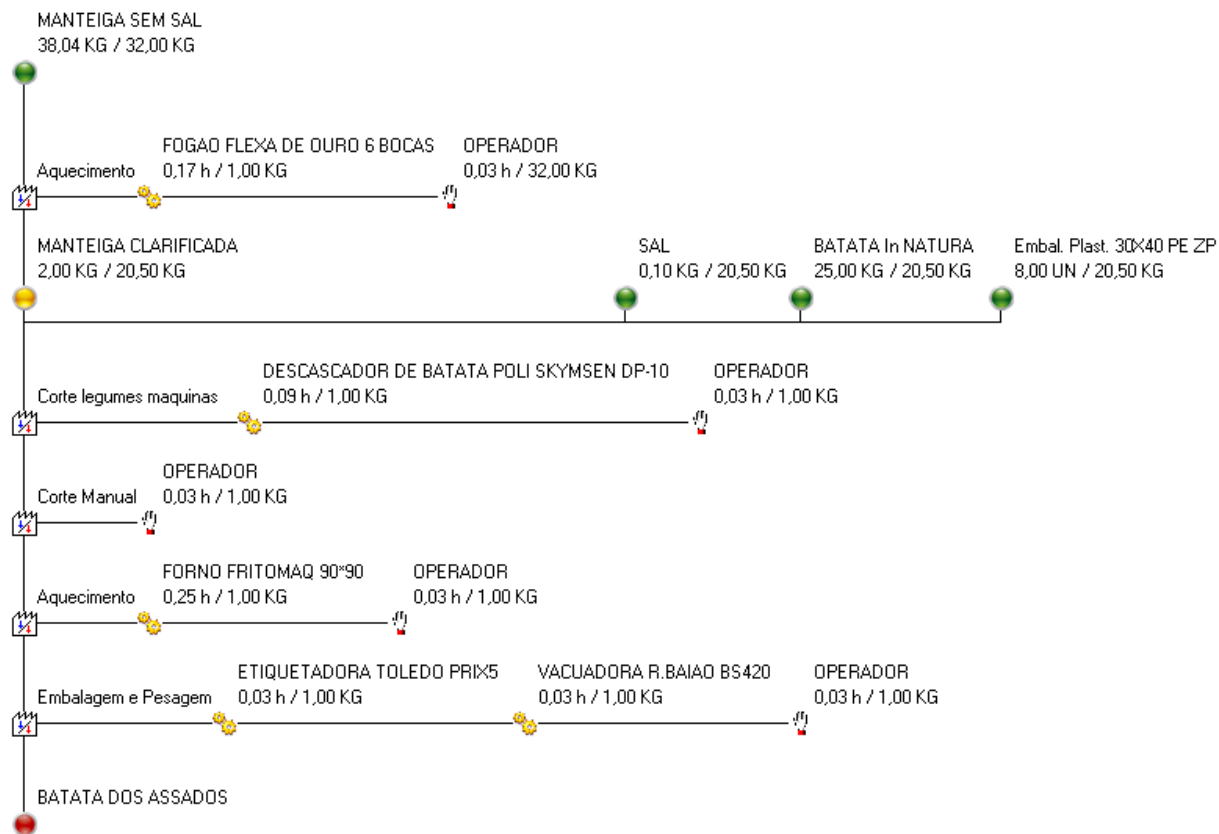 MANTEIGA SEM SAL
38,04 KG / 32,00 KG
FOGAO FLEXA DE OURO 6 BOCAS OPERADOR
Aquecimento 0,17 h / 1,00 KG 0,03 h / 32,00 KG
MANTEIGA CLARIFICADA SAL BATATA In NATURA Embal. Plast. 30X40 PE ZP
2,00 KG / 20,50 KG 0,10 KG / 20,50 KG 25,00 KG / 20,50 KG 8,00 UN / 20,50 KG
DESCASCADOR DE BATATA POLI SKYMSEN DP-10 OPERADOR
Corte legumes maquinas 0,09 h / 1,00 KG 0,03 h / 1,00 KG
OPERADOR
Corte Manual 0,03 h / 1,00 KG
FORNO FRITOMAQ 90*90 OPERADOR
Aquecimento 0,25 h / 1,00 KG 0,03 h / 1,00 KG
ETIQUETADORA TOLEDO PRIX5 VACUADORA R.BAIAO BS420 OPERADOR
Embalagem e Pesagem 0,03 h / 1,00 KG 0,03 h / 1,00 KG 0,03 h / 1,00 KG
BATATA DOS ASSADOS